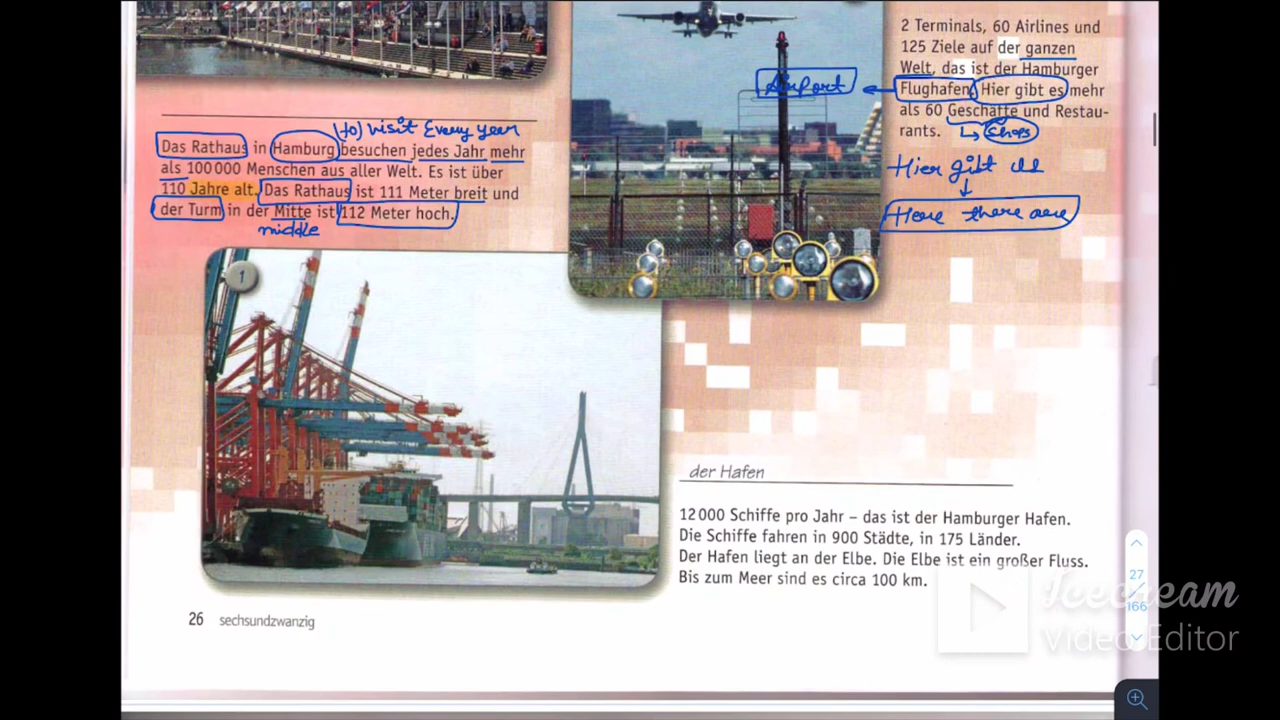 2 Terminals, 60 Airlines und
125 Ziele auf der ganzen
Welt, das ist der Hamburger
Flughafen. Hier gibt es mehr
als 60 Geschäfte und Restau-
rants.
Airport
Shops
Hier gibt es
Here there are
(to) visit Every year
Das Rathaus in Hamburg besuchen jedes Jahr mehr
als 100 000 Menschen aus aller Welt. Es ist über
110 Jahre alt. Das Rathaus ist 111 Meter breit und
der Turm in der Mitte ist 112 Meter hoch.
middle
1
der Hafen
12 000 Schiffe pro Jahr – das ist der Hamburger Hafen.
Die Schiffe fahren in 900 Städte, in 175 Länder.
Der Hafen liegt an der Elbe. Die Elbe ist ein großer Fluss.
Bis zum Meer sind es circa 100 km.
26 sechsundzwanzig
27
166
Icecream
Video Editor